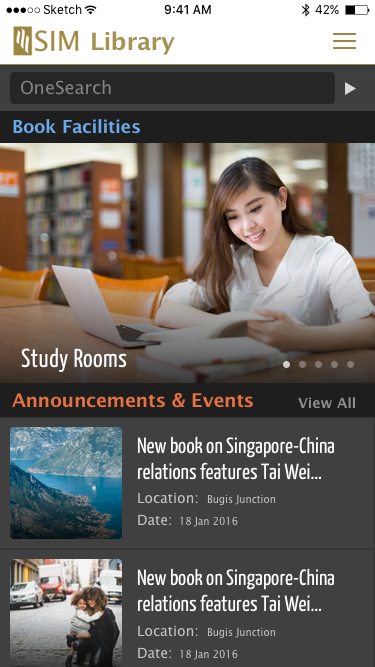 Sketch 9:41 AM 42%
SIM Library
OneSearch
Book Facilities
Study Rooms
Announcements & Events View All
New book on Singapore-China
relations features Tai Wei...
Location: Bugis Junction
Date: 18 Jan 2016
New book on Singapore-China
relations features Tai Wei...
Location: Bugis Junction
Date: 18 Jan 2016